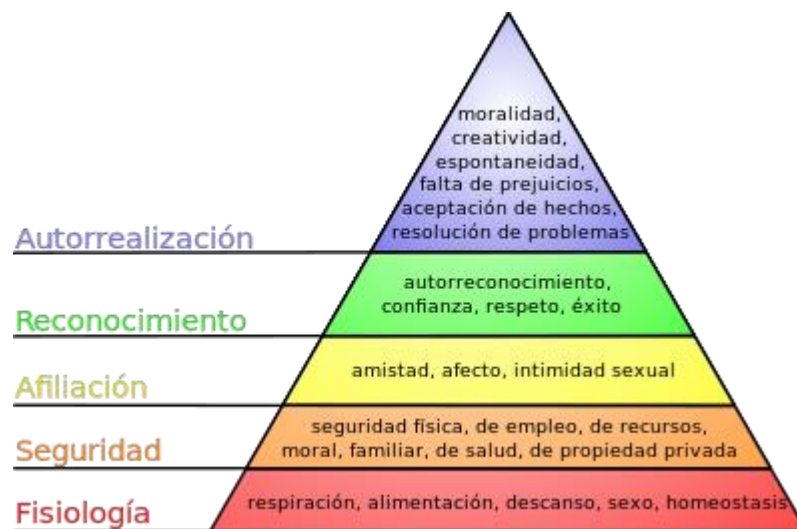 moralidad,
creatividad,
espontaneidad,
falta de prejuicios,
aceptación de hechos,
resolución de problemas
Autorrealización
autorreconocimiento,
confianza, respeto, éxito
Reconocimiento
amistad, afecto, intimidad sexual
Afiliación
seguridad física, de empleo, de recursos,
moral, familiar, de salud, de propiedad privada
Seguridad
respiración, alimentación, descanso, sexo, homeostasis
Fisiología